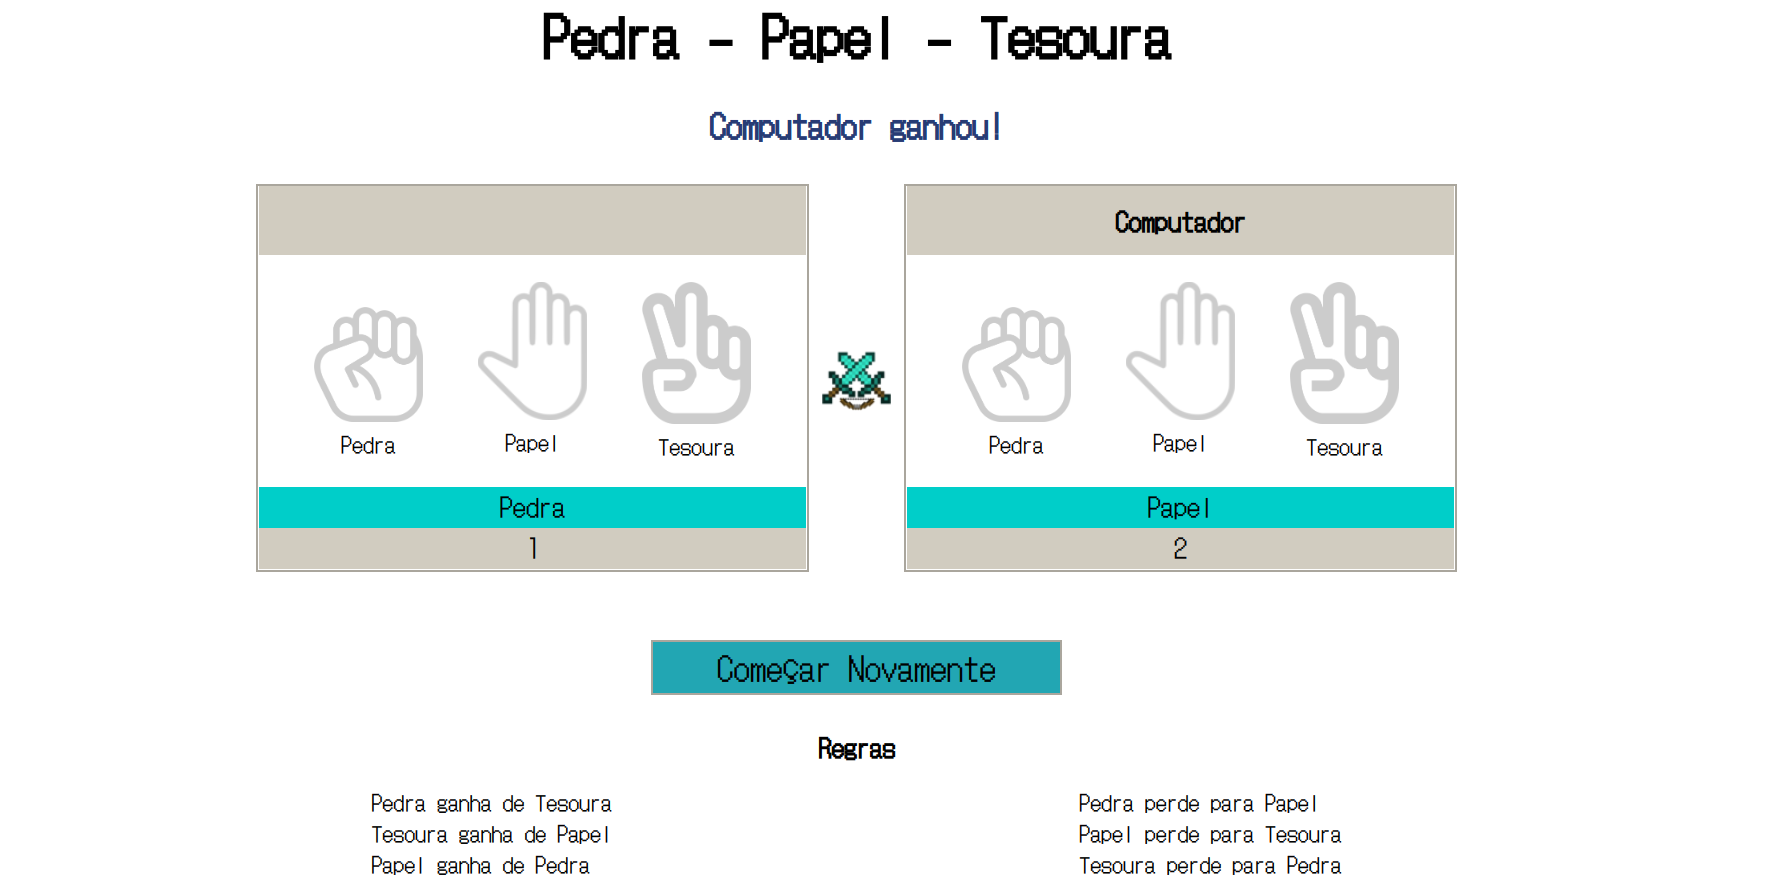 Pedra - Papel - Tesoura
Computador ganhou!
Computador
Pedra Papel Tesoura
Pedra Papel Tesoura
Pedra
Papel
1
2
Começar Novamente
Regras
Pedra ganha de Tesoura
Tesoura ganha de Papel
Papel ganha de Pedra
Pedra perde para Papel
Papel perde para Tesoura
Tesoura perde para Pedra